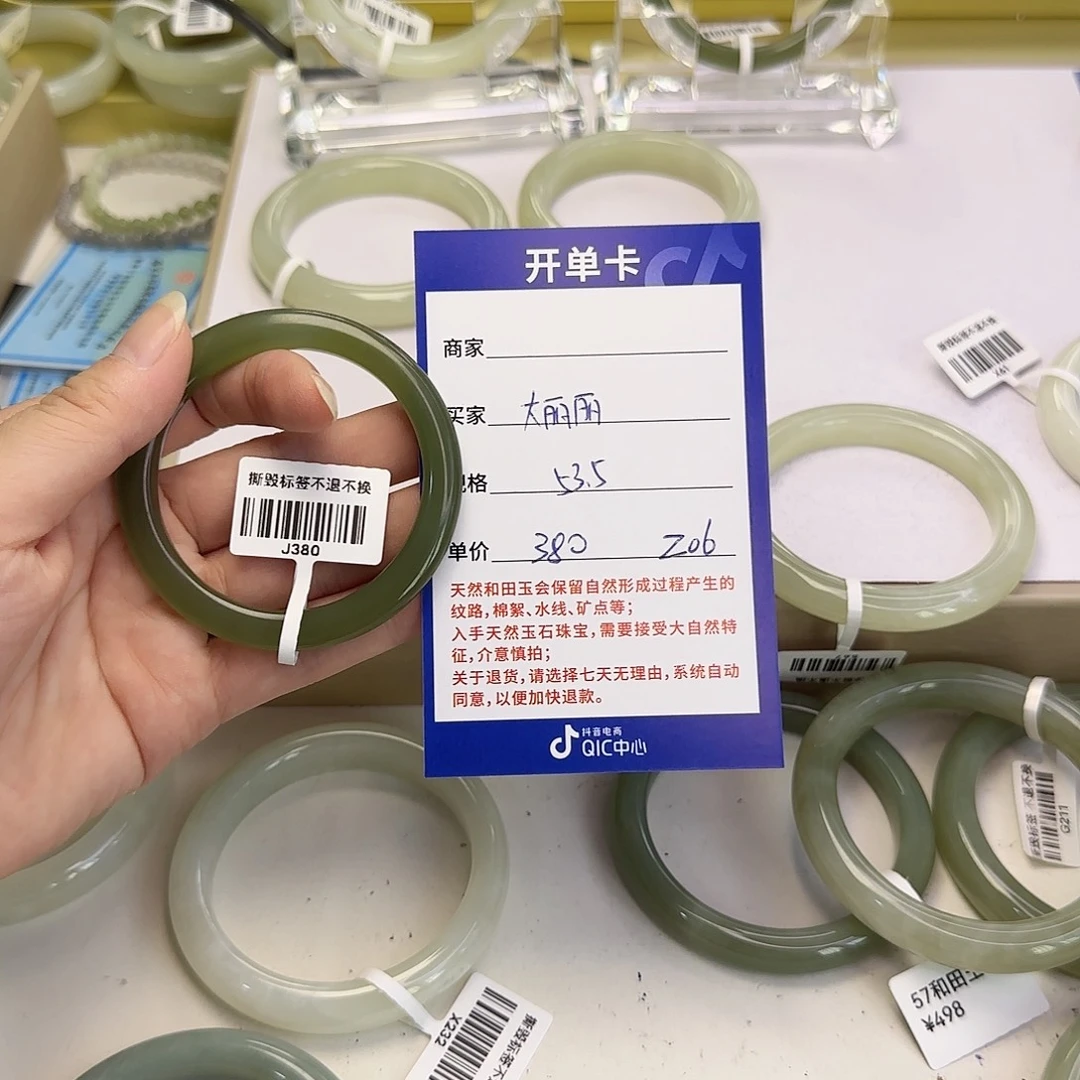 开单卡
商家
买家 大丽丽
格 53.5
单价 380 206
天然和田玉会保留自然形成过程产生的
纹路,棉絮、水线、矿点等;
入手天然玉石珠宝,需要接受大自然特
征,介意慎拍;
关于退货,请选择七天无理由,系统自动
同意,以便加快退款。
抖音电商
QIC中心
撕毁标签不退不换
J380
G211
57和田玉
¥498
X232